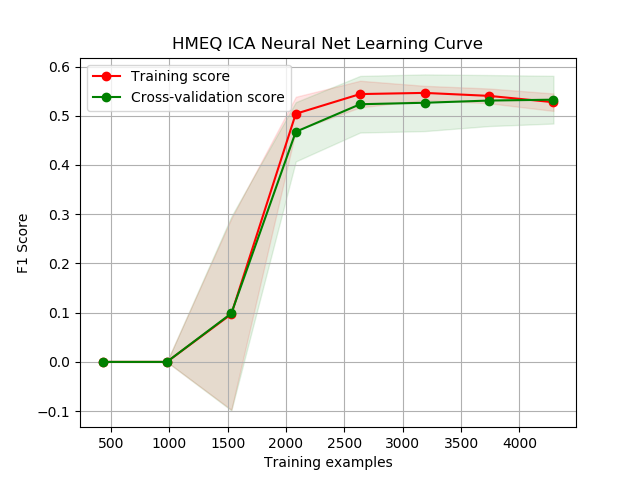 HMEQ ICA Neural Net Learning Curve
Training score
Cross-validation score
F1 Score
0.6
0.5
0.4
0.3
0.2
0.1
0.0
−0.1
500 1000 1500 2000 2500 3000 3500 4000
Training examples